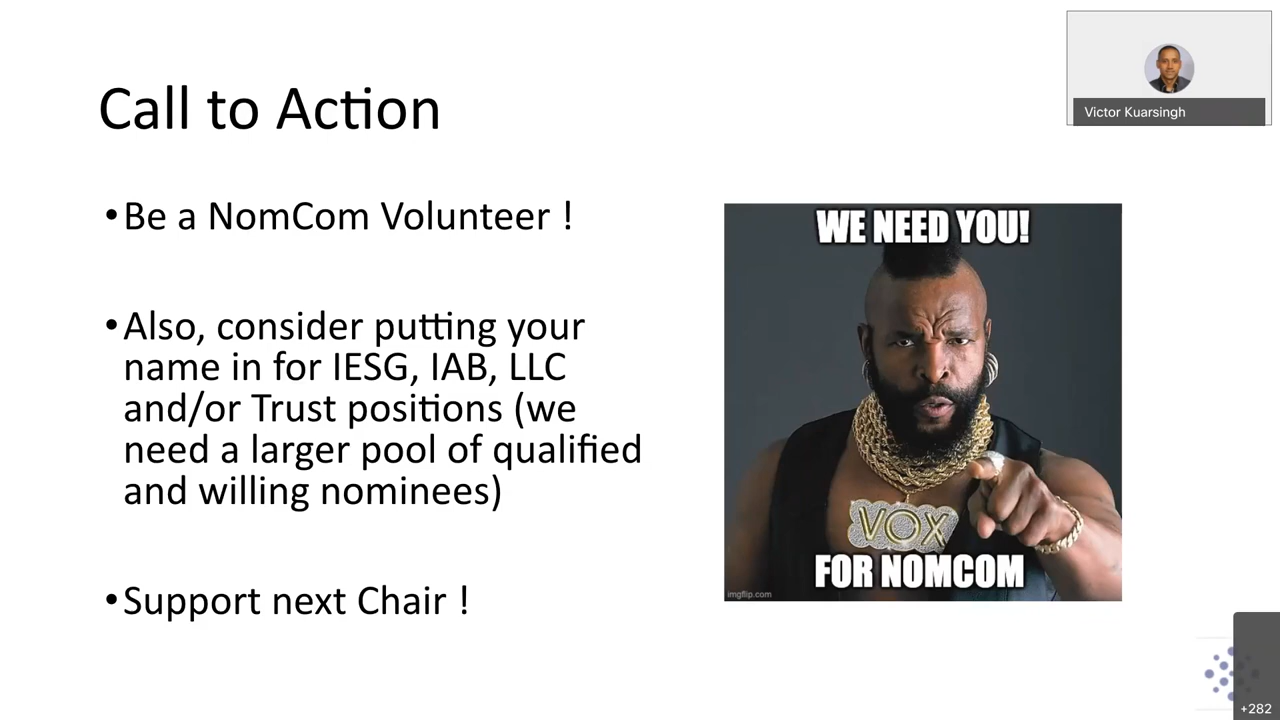 Call to Action
Victor Kuarsingh
•Be a NomCom Volunteer !
•Also, consider putting your
name in for IESG, IAB, LLC
and/or Trust positions (we
need a larger pool of qualified
and willing nominees)
•Support next Chair !
WE NEED YOU!
VOX
FOR NOMCOM
imgflip.com
+282